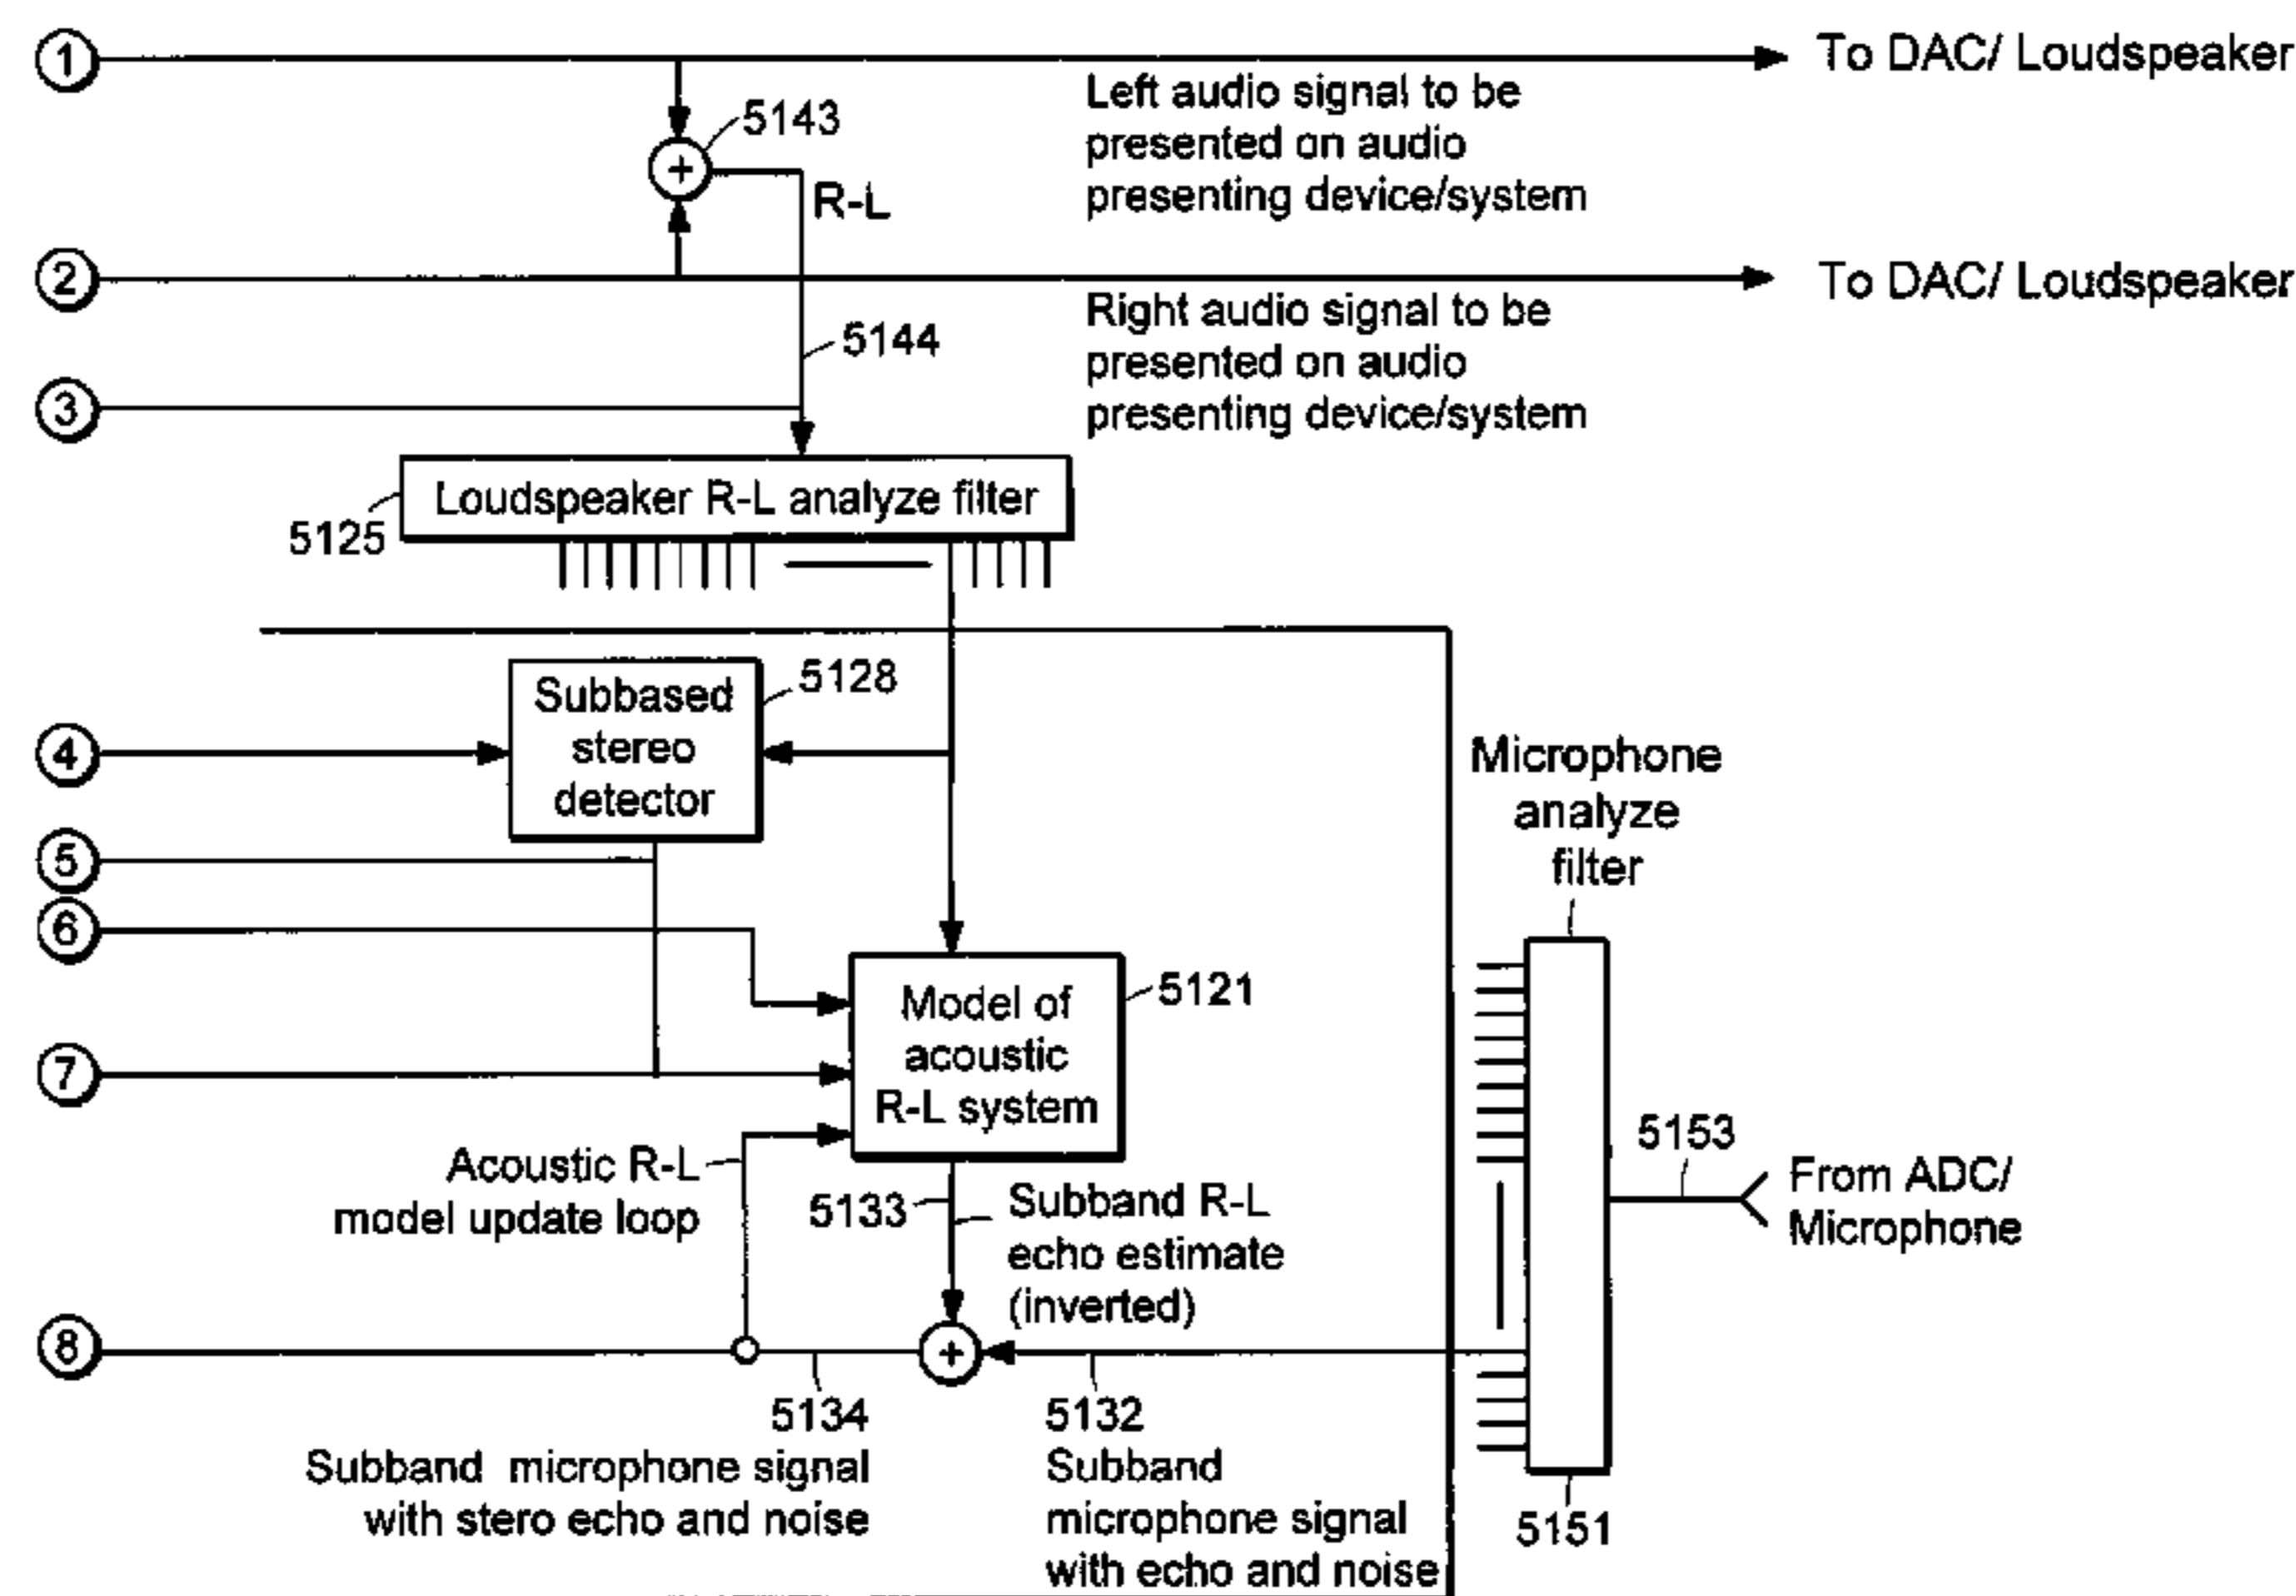 1
To DAC/ Loudspeaker
5143
+
R-L
Left audio signal to be
presented on audio
presenting device/system
2
To DAC/ Loudspeaker
Right audio signal to be
presented on audio
presenting device/system
5144
3
Loudspeaker R-L analyze filter
5125
Subbased
stereo
detector
5128
4
5
6
7
Microphone
analyze
filter
Model of
acoustic
R-L system
5121
Acoustic R-L
model update loop
5133
Subband R-L
echo estimate
(inverted)
5153
From ADC/
Microphone
8
+
5134
Subband microphone signal
with stero echo and noise
5132
Subband
microphone signal
with echo and noise
5151